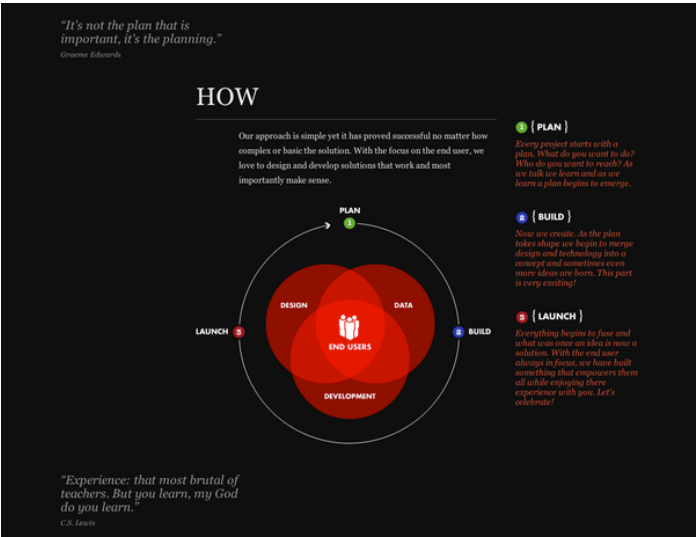 “It's not the plan that is
important, it's the planning.”
Graeme Edwards
HOW
Our approach is simple yet it has proved successful no matter how
complex or basic the solution. With the focus on the end user, we
love to design and develop solutions that work and most
importantly make sense.
PLAN
1
DESIGN
DATA
LAUNCH 3
2 BUILD
END USERS
DEVELOPMENT
1 { PLAN }
Every project starts with a
plan. What do you want to do?
Who do you want to reach? As
we talk we learn and as we
learn a plan begins to emerge.
2 { BUILD }
Now we create. As the plan
takes shape we begin to merge
design and technology into a
concept and sometimes even
more ideas are born. This part
is very exciting!
3 { LAUNCH }
Everything begins to fuse and
what was once an idea is now a
solution. With the end user
always in focus, we have built
something that empowers them
all while enjoying there
experience with you. Let's
celebrate!
“Experience: that most brutal of
teachers. But you learn, my God
do you learn.”
C.S. Lewis